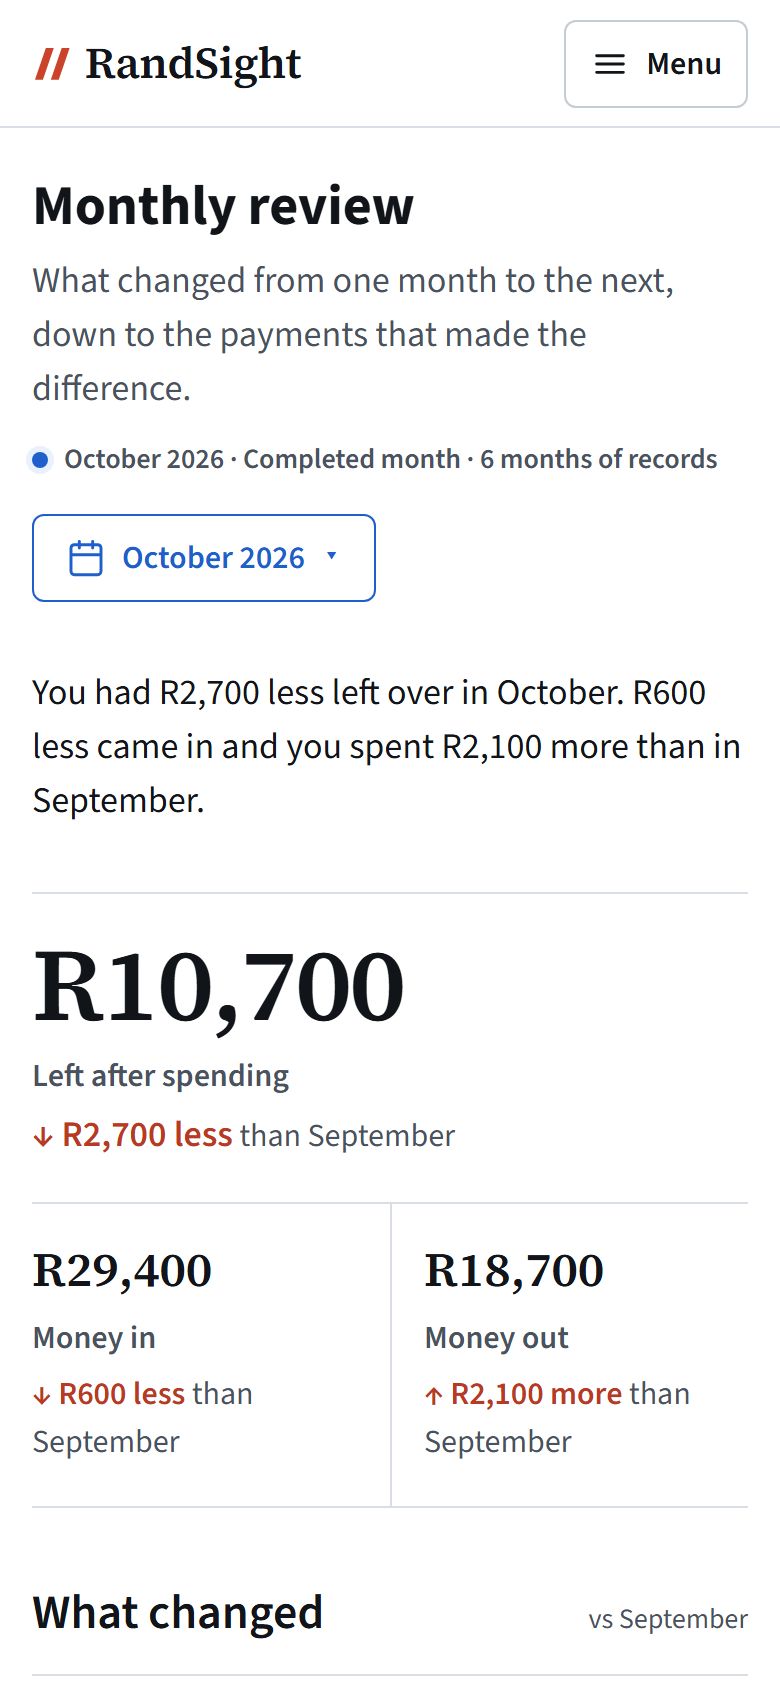 RandSight
Menu
Monthly review
What changed from one month to the next,
down to the payments that made the
difference.
October 2026 · Completed month · 6 months of records
October 2026
You had R2,700 less left over in October. R600
less came in and you spent R2,100 more than in
September.
R10,700
Left after spending
↓ R2,700 less than September
R29,400
Money in
↓ R600 less than
September
R18,700
Money out
↑ R2,100 more than
September
What changed
vs September